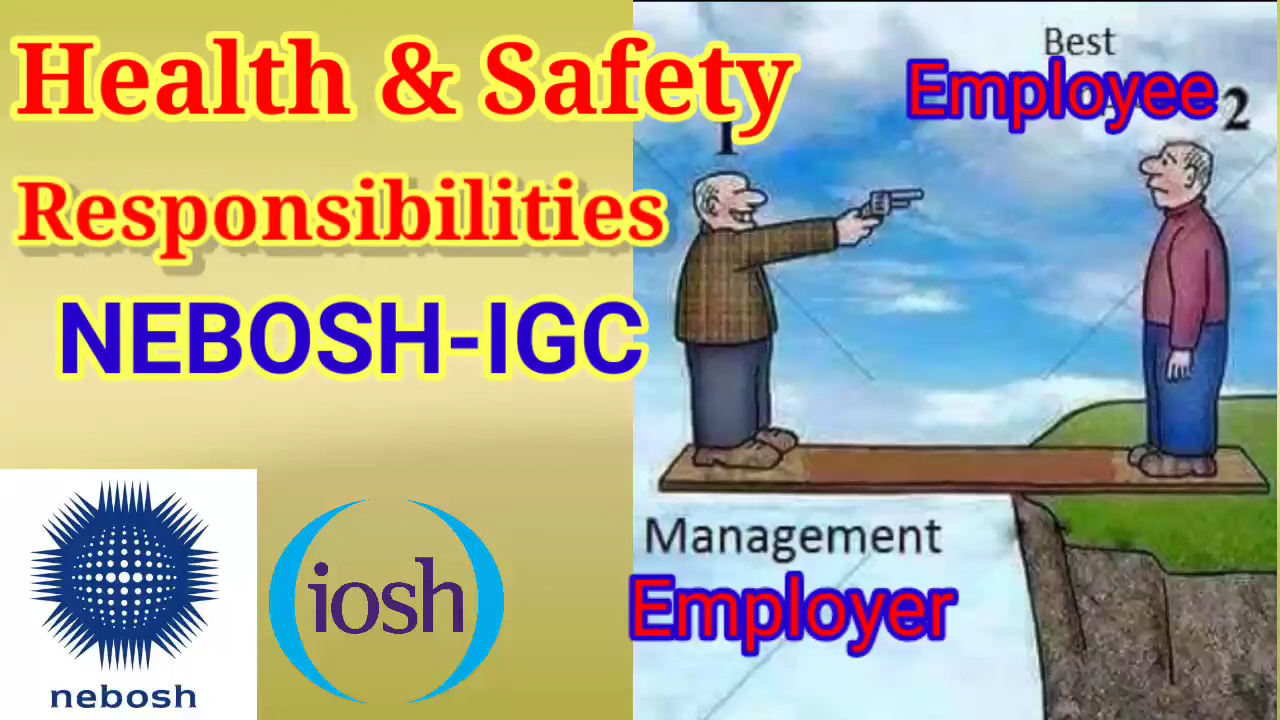 Health & Safety
Responsibilities
NEBOSH-IGC
nebosh
iosh
Best
Employee
2
1
Management
Employer